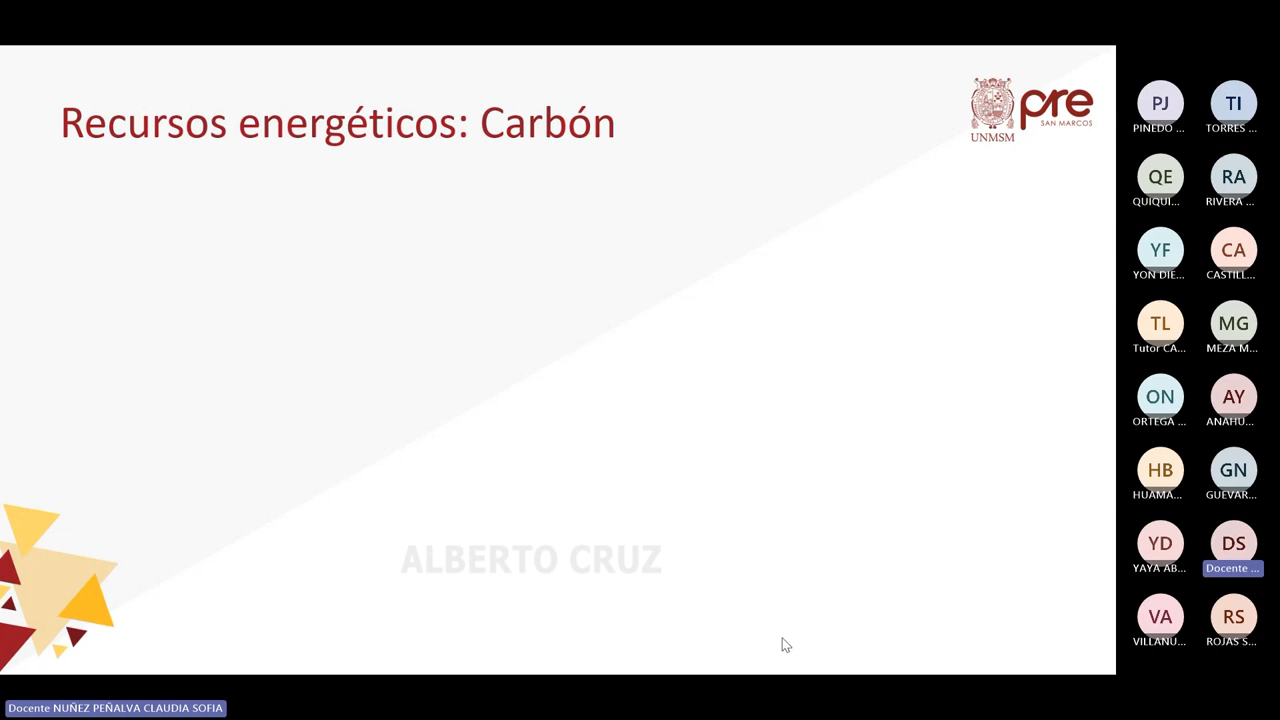 Recursos energéticos: Carbón
UNMSM
pre
SAN MARCOS
ALBERTO CRUZ
PJ
PINEDO ...
TI
TORRES ...
QE
QUIQUI...
RA
RIVERA ...
YF
YON DIE...
CA
CASTILL...
TL
Tutor CA...
MG
MEZA M...
ON
ORTEGA ...
AY
ANAHU...
HB
HUAMA...
GN
GUEVAR...
YD
YAYA AB...
DS
Docente ...
VA
VILLANU...
RS
ROJAS S...
Docente NUÑEZ PEÑALVA CLAUDIA SOFIA